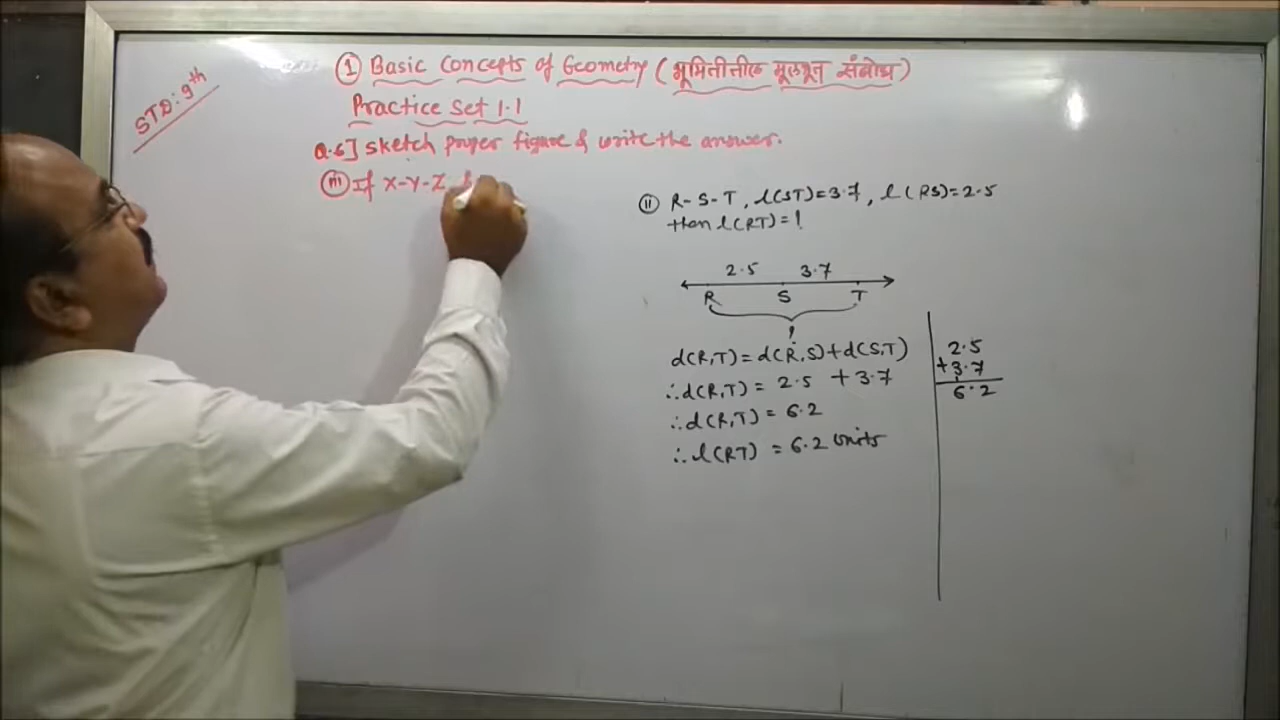 STD: 9th
① Basic Concepts of Geometry (भूमितीतील मूलभूत संबोध)
Practice Set 1.1
Q.6] Sketch proper figure & write the answer.
(iii) If X-Y-Z &
(ii) R-S-T, l(ST)=3.7, l(RS)=2.5
then l(RT)=?
2.5 3.7
R S T
?
d(R,T)=d(R,S)+d(S,T)
∴d(R,T)= 2.5 +3.7
∴d(R,T)= 6.2
∴l(RT) = 6.2 units
2.5
+3.7
6.2